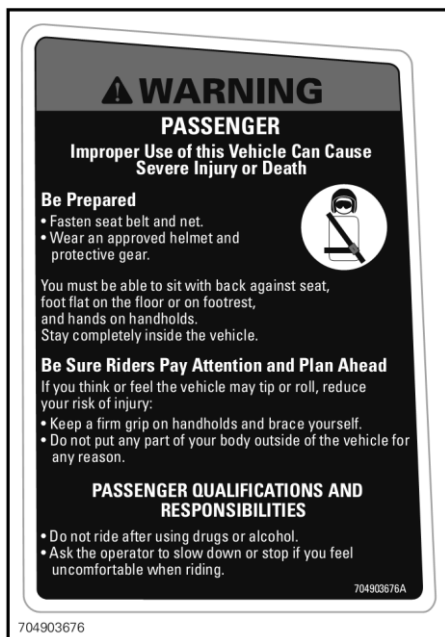 WARNING
PASSENGER
Improper Use of this Vehicle Can Cause
Severe Injury or Death
Be Prepared
• Fasten seat belt and net.
• Wear an approved helmet and
protective gear.
You must be able to sit with back against seat,
foot flat on the floor or on footrest,
and hands on handholds.
Stay completely inside the vehicle.
Be Sure Riders Pay Attention and Plan Ahead
If you think or feel the vehicle may tip or roll, reduce
your risk of injury:
• Keep a firm grip on handholds and brace yourself.
• Do not put any part of your body outside of the vehicle for
any reason.
PASSENGER QUALIFICATIONS AND
RESPONSIBILITIES
• Do not ride after using drugs or alcohol.
• Ask the operator to slow down or stop if you feel
uncomfortable when riding.
704903676A
704903676